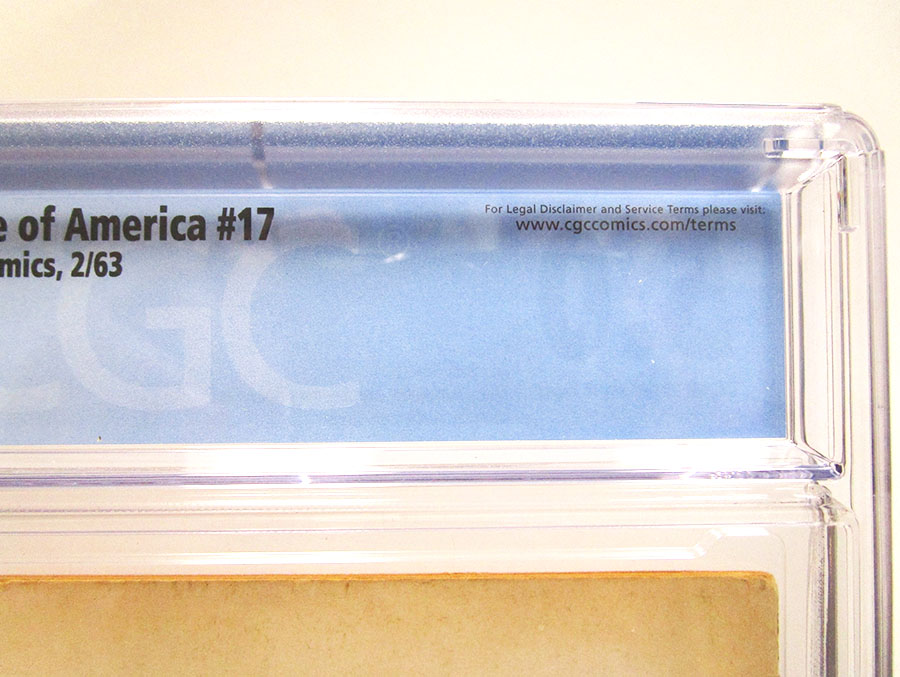 e of America #17
mics, 2/63
For Legal Disclaimer and Service Terms please visit:
www.cgccomics.com/terms
CGC